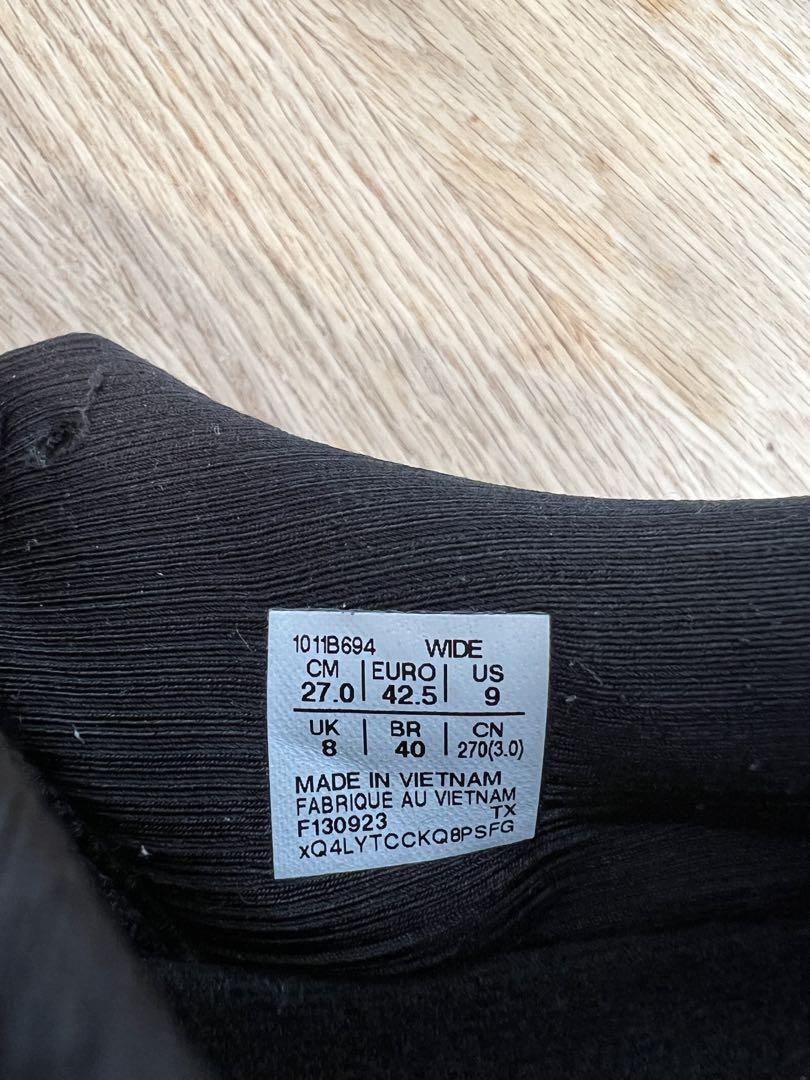 1011B694 WIDE
CM | EURO | US
27.0 | 42.5 | 9
UK | BR | CN
8 | 40 | 270(3.0)
MADE IN VIETNAM
FABRIQUE AU VIETNAM
F130923 TX
xQ4LYTCCKQ8PSFG